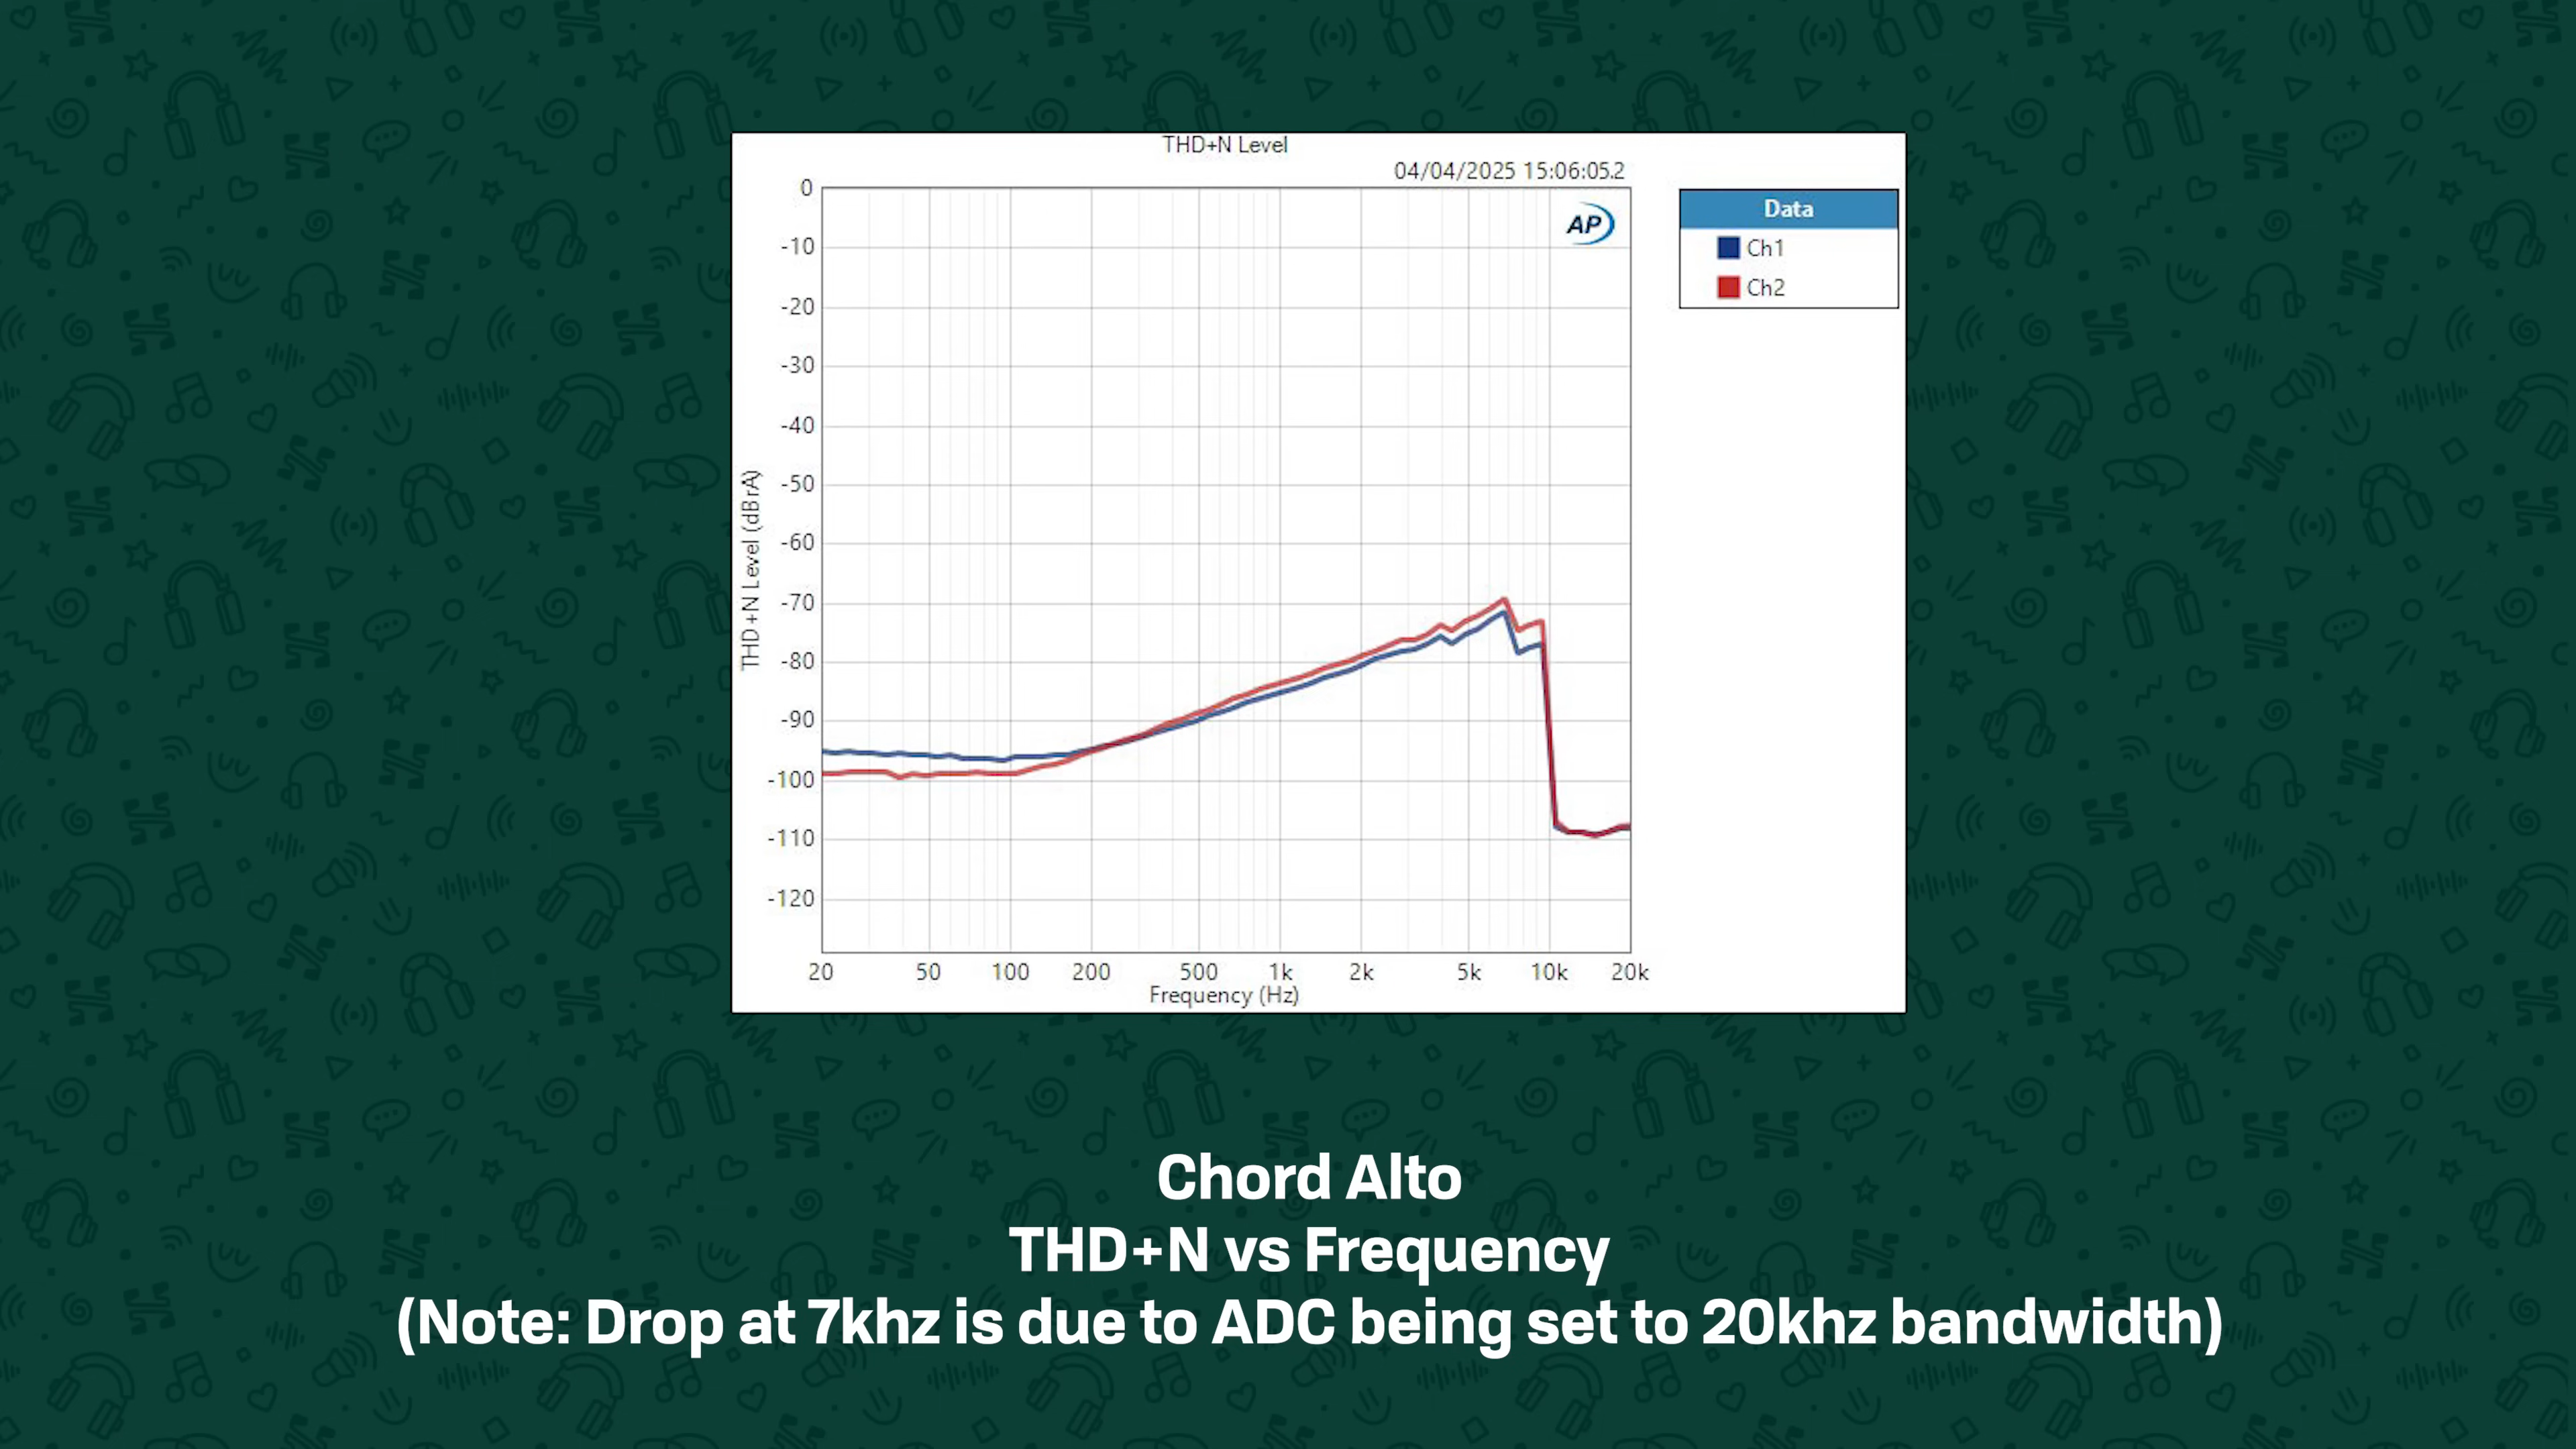 THD+N Level
04/04/2025 15:06:05.2
AP
Data
Ch1
Ch2
THD+N Level (dBrA)
0
-10
-20
-30
-40
-50
-60
-70
-80
-90
-100
-110
-120
20 50 100 200 500 1k 2k 5k 10k 20k
Frequency (Hz)
Chord Alto
THD+N vs Frequency
(Note: Drop at 7khz is due to ADC being set to 20khz bandwidth)